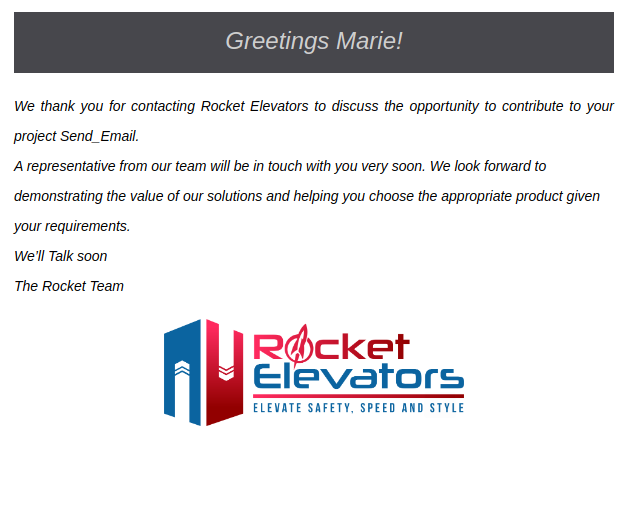 Greetings Marie!
We thank you for contacting Rocket Elevators to discuss the opportunity to contribute to your
project Send_Email.
A representative from our team will be in touch with you very soon. We look forward to
demonstrating the value of our solutions and helping you choose the appropriate product given
your requirements.
We'll Talk soon
The Rocket Team
Rocket
Elevators
ELEVATE SAFETY, SPEED AND STYLE